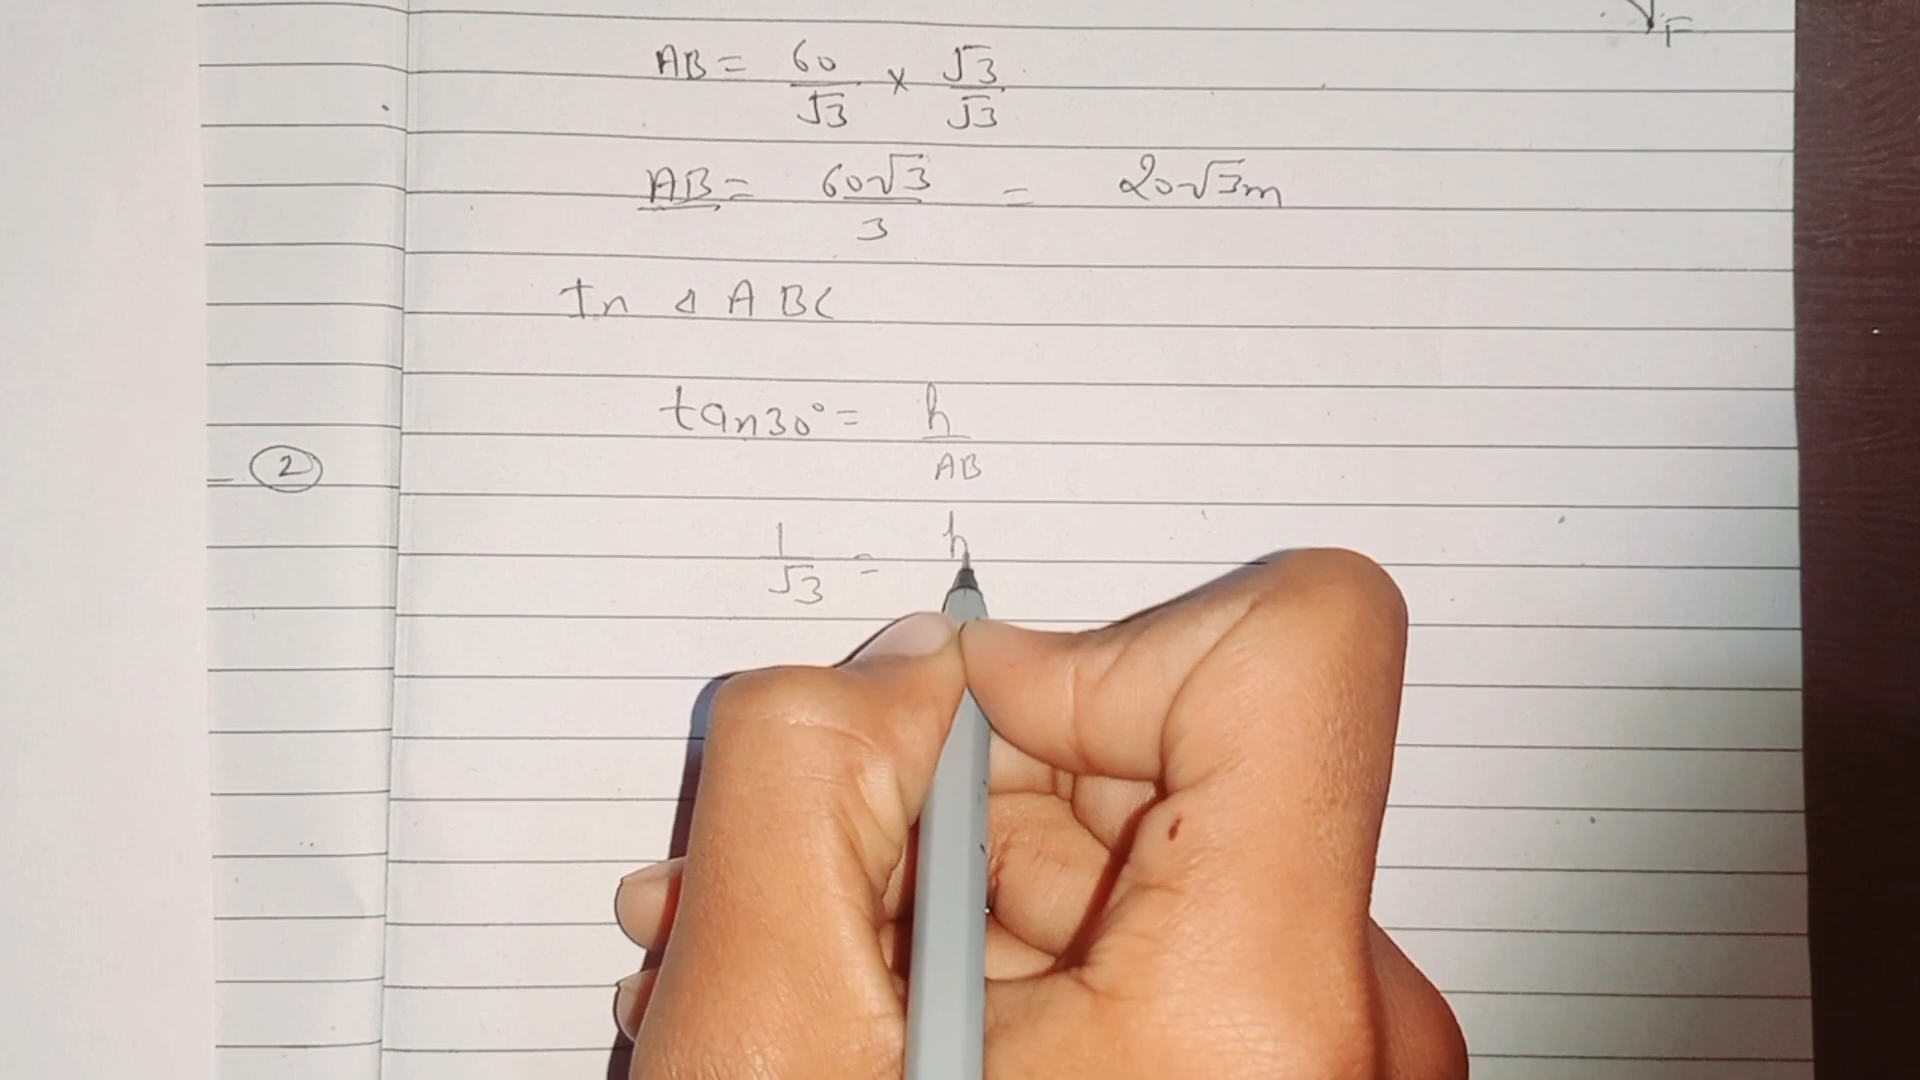 F
AB = 60/√3 × √3/√3
AB = 60√3/3 = 20√3m
In △ ABC
tan30° = h/AB
2
1/√3 = h